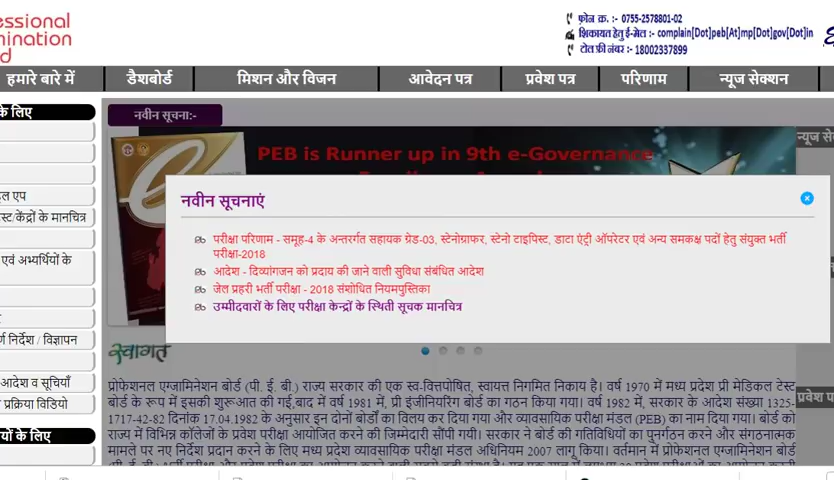 essional
mination
d
फ़ोन क्र. :- 0755-2578801-02
शिकायत हेतु ई-मेल :- complain[Dot]peb[At]mp[Dot]gov[Dot]in
टोल फ्री नंबर :- 18002337899
हमारे बारे में डैशबोर्ड मिशन और विजन आवेदन पत्र प्रवेश पत्र परिणाम न्यूज सेक्शन
के लिए
नवीन सूचना:-
न्यूज से
PEB is Runner up in 9th e-Governance
नवीन सूचनाएं
ल एप
स्ट/केंद्रों के मानचित्र
परीक्षा परिणाम - समूह-4 के अन्तरर्गत सहायक ग्रेड-03, स्टेनोग्राफर, स्टेनो टाइपिस्ट, डाटा एंट्री ऑपरेटर एवं अन्य समकक्ष पदों हेतु संयुक्त भर्ती
परीक्षा-2018
एवं अभ्यर्थियों के
आदेश - दिव्यांगजन को प्रदाय की जाने वाली सुविधा संबंधित आदेश
जेल प्रहरी भर्ती परीक्षा - 2018 संशोधित नियमपुस्तिका
उम्मीदवारों के लिए परीक्षा केन्द्रों के स्थिती सूचक मानचित्र
र्ण निर्देश / विज्ञापन
स्वागत
आदेश व सूचियाँ
प्रक्रिया विडियो
यों के लिए
प्रवेश प
प्रोफेशनल एग्जामिनेशन बोर्ड (पी. ई. बी.) राज्य सरकार की एक स्व-वित्तपोषित, स्वायत्त निगमित निकाय है। वर्ष 1970 में मध्य प्रदेश प्री मेडिकल टेस्ट
बोर्ड के रूप में इसकी शुरूआत की गई,बाद में वर्ष 1981 में, प्री इंजीनियरिंग बोर्ड का गठन किया गया। वर्ष 1982 में, सरकार के आदेश संख्या 1325-
1717-42-82 दिनांक 17.04.1982 के अनुसार इन दोनों बोर्डों का विलय कर दिया गया और व्यावसायिक परीक्षा मंडल (PEB) का नाम दिया गया। बोर्ड को
राज्य में विभिन्न कॉलेजों के प्रवेश परीक्षा आयोजित करने की जिम्मेदारी सौंपी गयी। सरकार ने बोर्ड की गतिविधियों का पुनर्गठन करने और संगठनात्मक
मामले पर नए निर्देश प्रदान करने के लिए मध्य प्रदेश व्यावसायिक परीक्षा मंडल अधिनियम 2007 लागू किया। वर्तमान में प्रोफेशनल एग्जामिनेशन बोर्ड